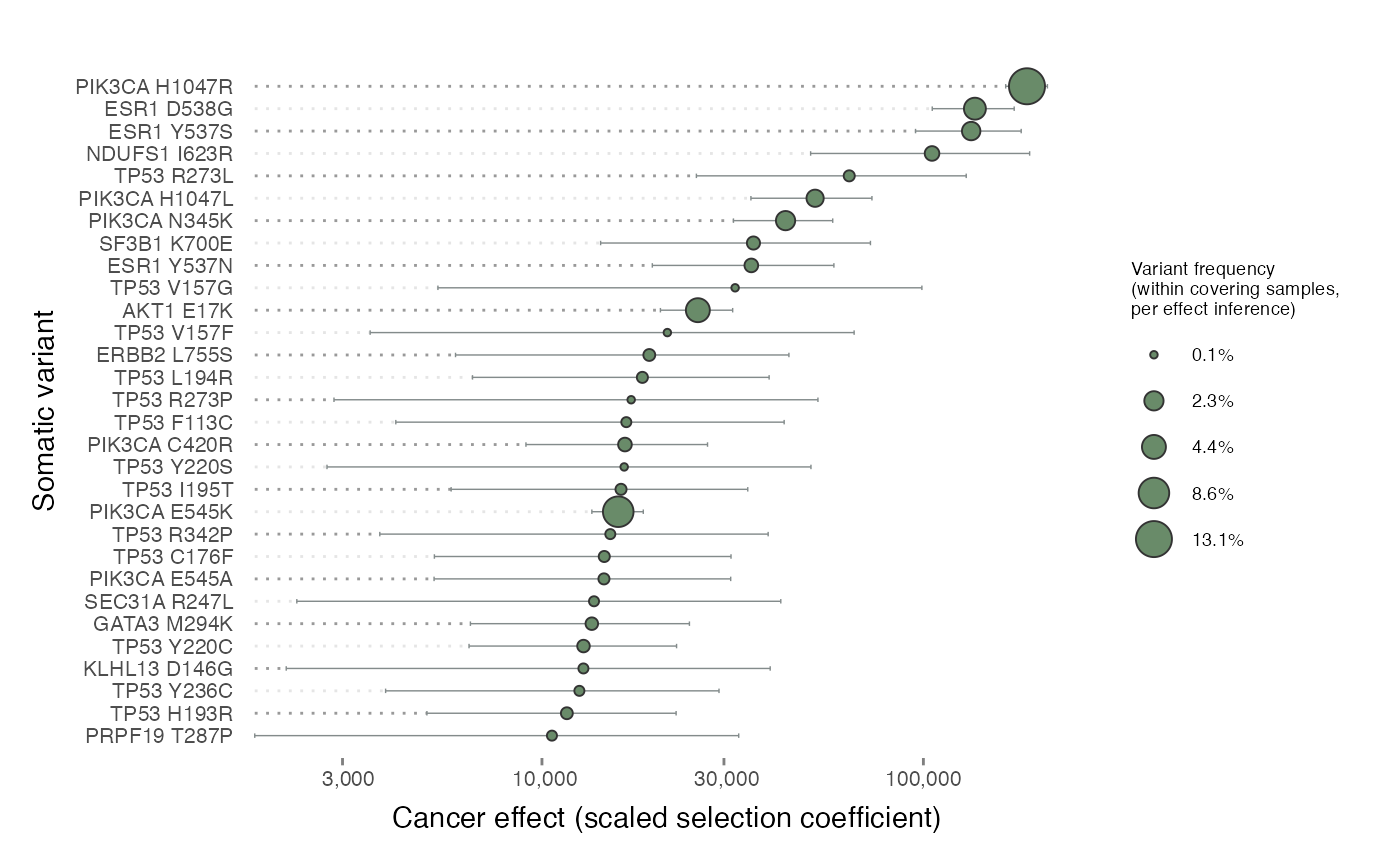 PIK3CA H1047R
ESR1 D538G
ESR1 Y537S
NDUFS1 I623R
TP53 R273L
PIK3CA H1047L
PIK3CA N345K
SF3B1 K700E
ESR1 Y537N
TP53 V157G
AKT1 E17K
TP53 V157F
ERBB2 L755S
TP53 L194R
TP53 R273P
TP53 F113C
PIK3CA C420R
TP53 Y220S
TP53 I195T
PIK3CA E545K
TP53 R342P
TP53 C176F
PIK3CA E545A
SEC31A R247L
GATA3 M294K
TP53 Y220C
KLHL13 D146G
TP53 Y236C
TP53 H193R
PRPF19 T287P
Somatic variant
3,000 10,000 30,000 100,000
Cancer effect (scaled selection coefficient)
Variant frequency
(within covering samples,
per effect inference)
0.1%
2.3%
4.4%
8.6%
13.1%